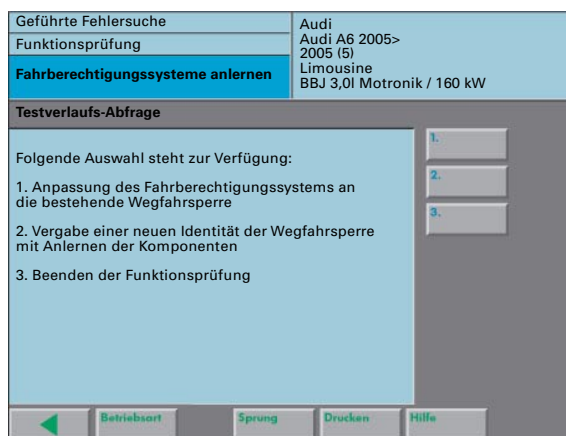 Geführte Fehlersuche
Funktionsprüfung
Fahrberechtigungssysteme anlernen
Audi
Audi A6 2005>
2005 (5)
Limousine
BBJ 3,0l Motronik / 160 kW
Testverlaufs-Abfrage
Folgende Auswahl steht zur Verfügung:
1. Anpassung des Fahrberechtigungssystems an
die bestehende Wegfahrsperre
2. Vergabe einer neuen Identität der Wegfahrsperre
mit Anlernen der Komponenten
3. Beenden der Funktionsprüfung
1.
2.
3.
Betriebsart
Sprung
Drucken
Hilfe